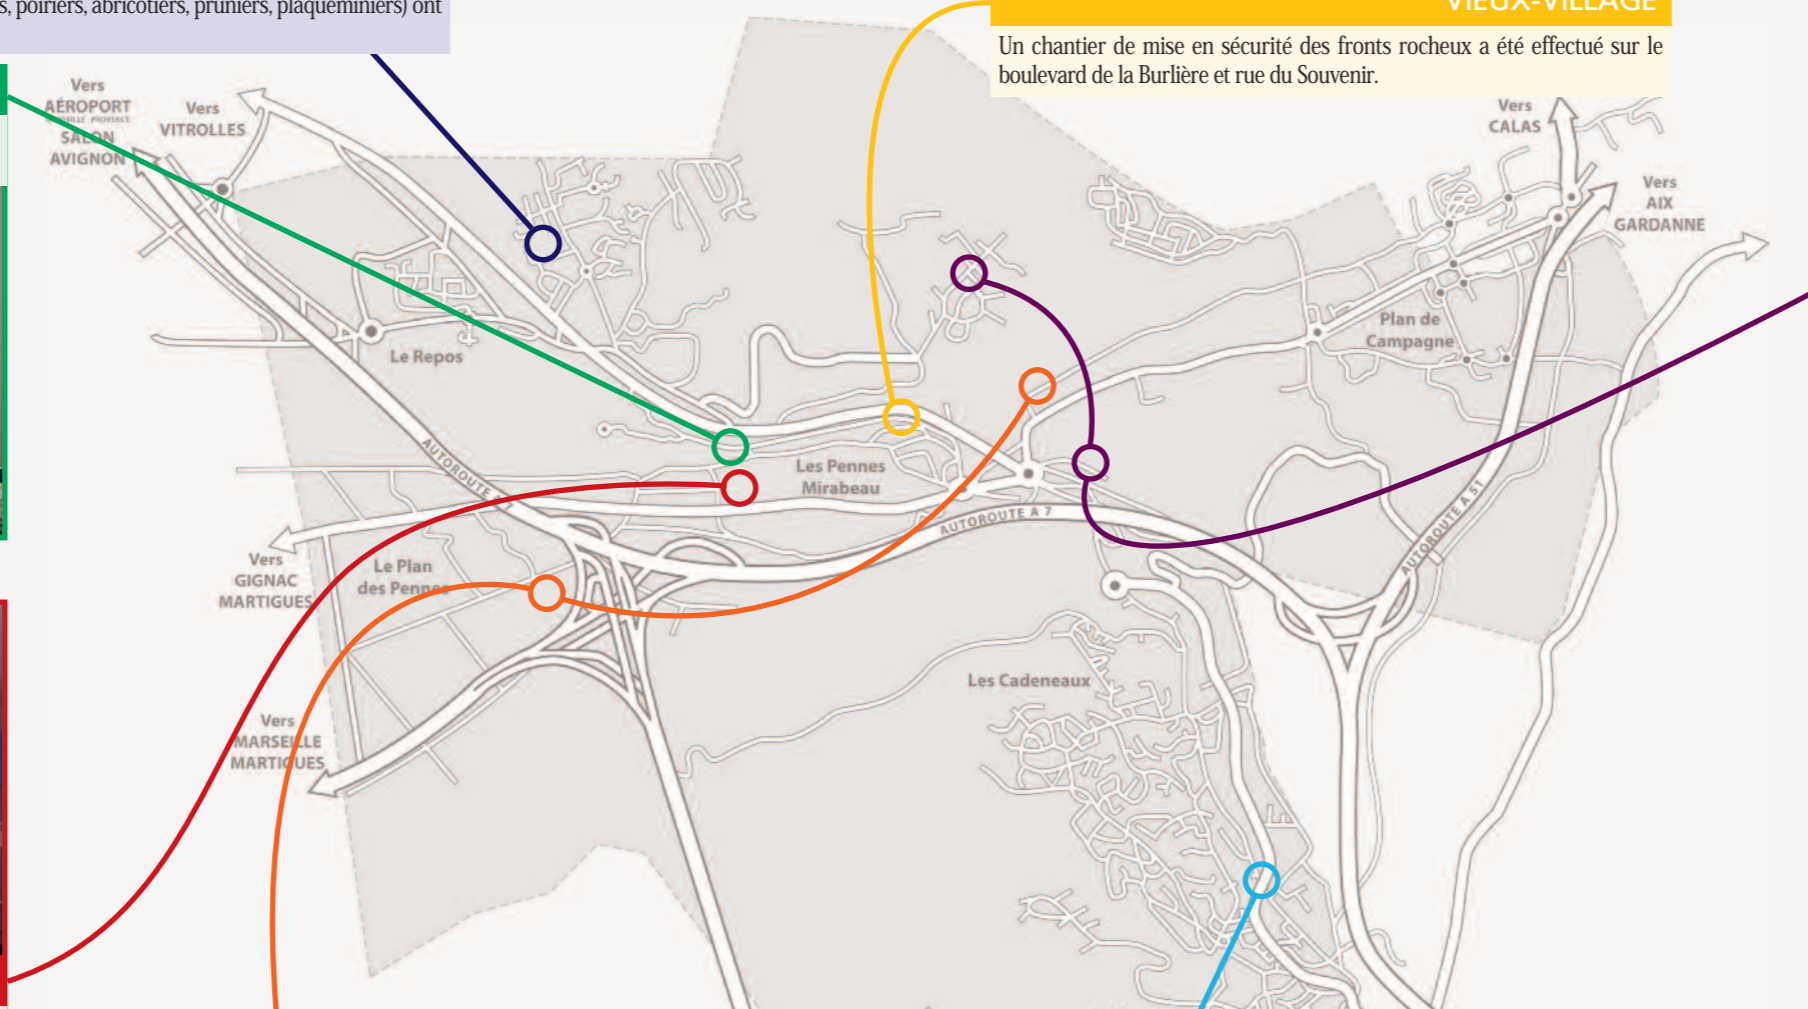 s, poiriers, abricotiers, pruniers, plaqueminiers) ont
VIEUX-VILLAGE
Un chantier de mise en sécurité des fronts rocheux a été effectué sur le
boulevard de la Burlière et rue du Souvenir.
Vers
AÉROPORT
MARSEILLE PROVENCE
SALON
AVIGNON
Vers
VITROLLES
Vers
CALAS
Vers
AIX
GARDANNE
Le Repos
Plan de
Campagne
Les Pennes
Mirabeau
AUTOROUTE A
AUTOROUTE A 7
AUTOROUTE A 51
Vers
GIGNAC
MARTIGUES
Le Plan
des Pennes
Les Cadeneaux
Vers
MARSEILLE
MARTIGUES